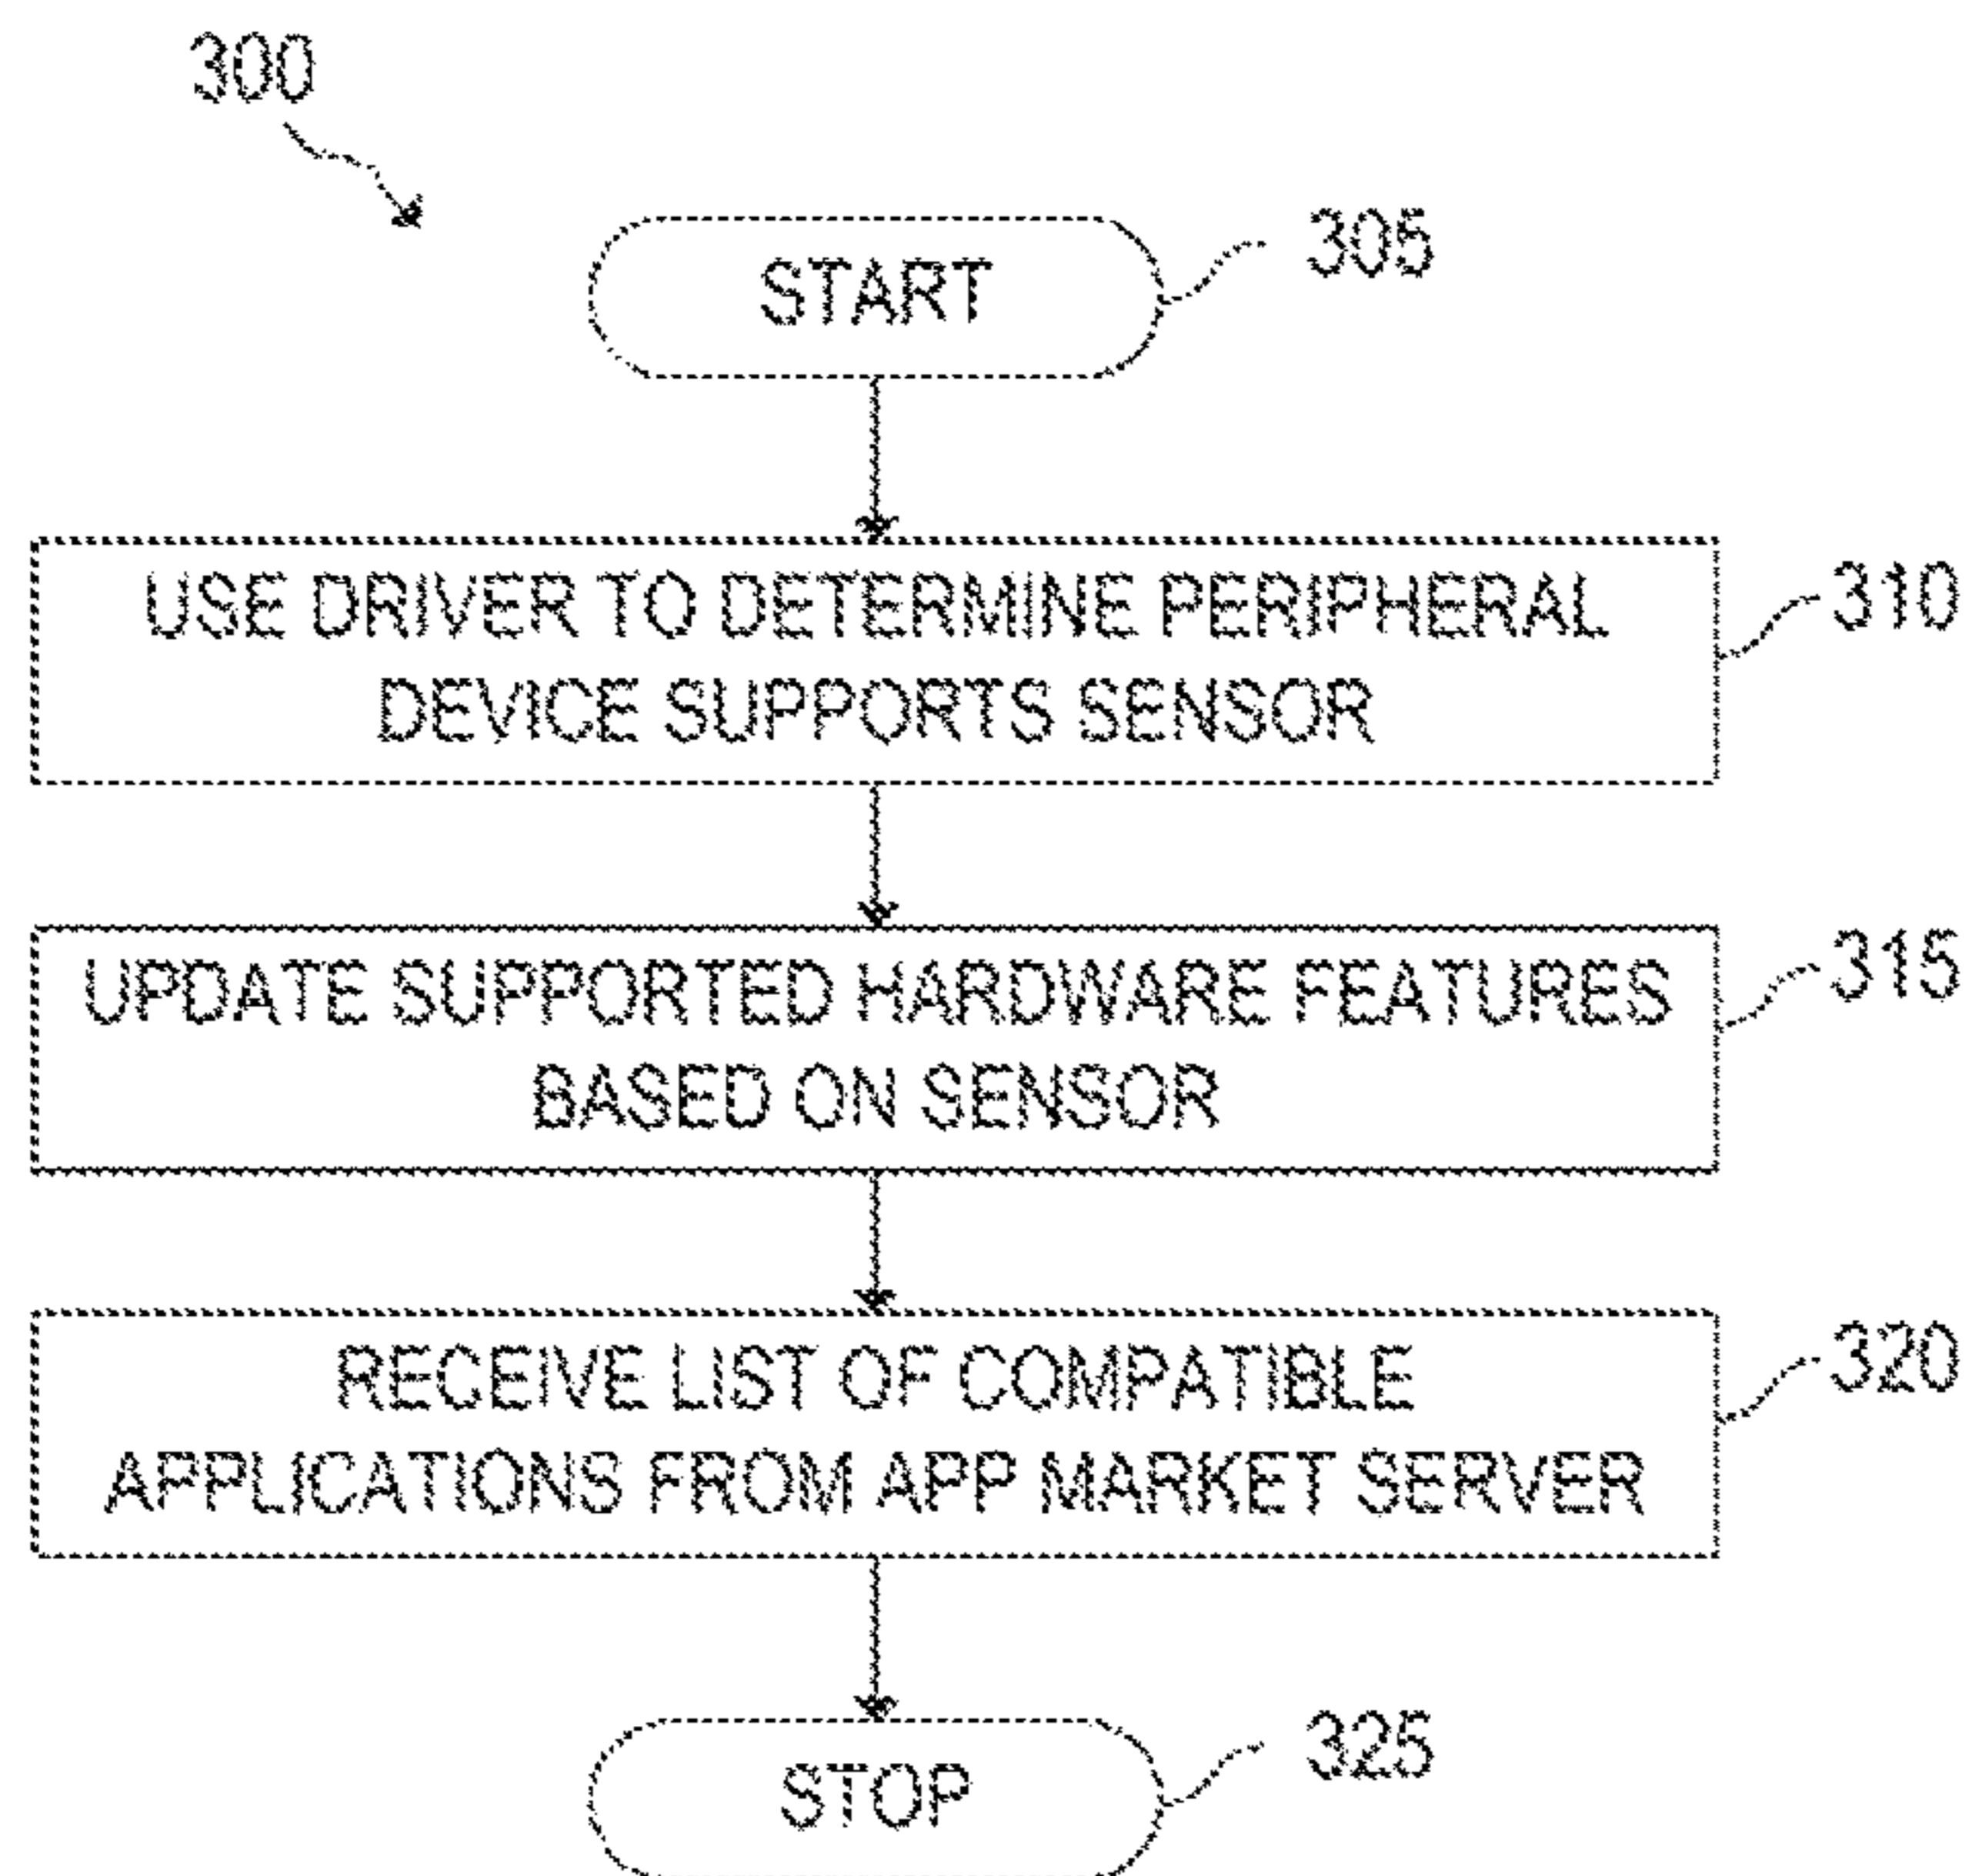 300
START
305
USE DRIVER TO DETERMINE PERIPHERAL
DEVICE SUPPORTS SENSOR
310
UPDATE SUPPORTED HARDWARE FEATURES
BASED ON SENSOR
315
RECEIVE LIST OF COMPATIBLE
APPLICATIONS FROM APP MARKET SERVER
320
STOP
325